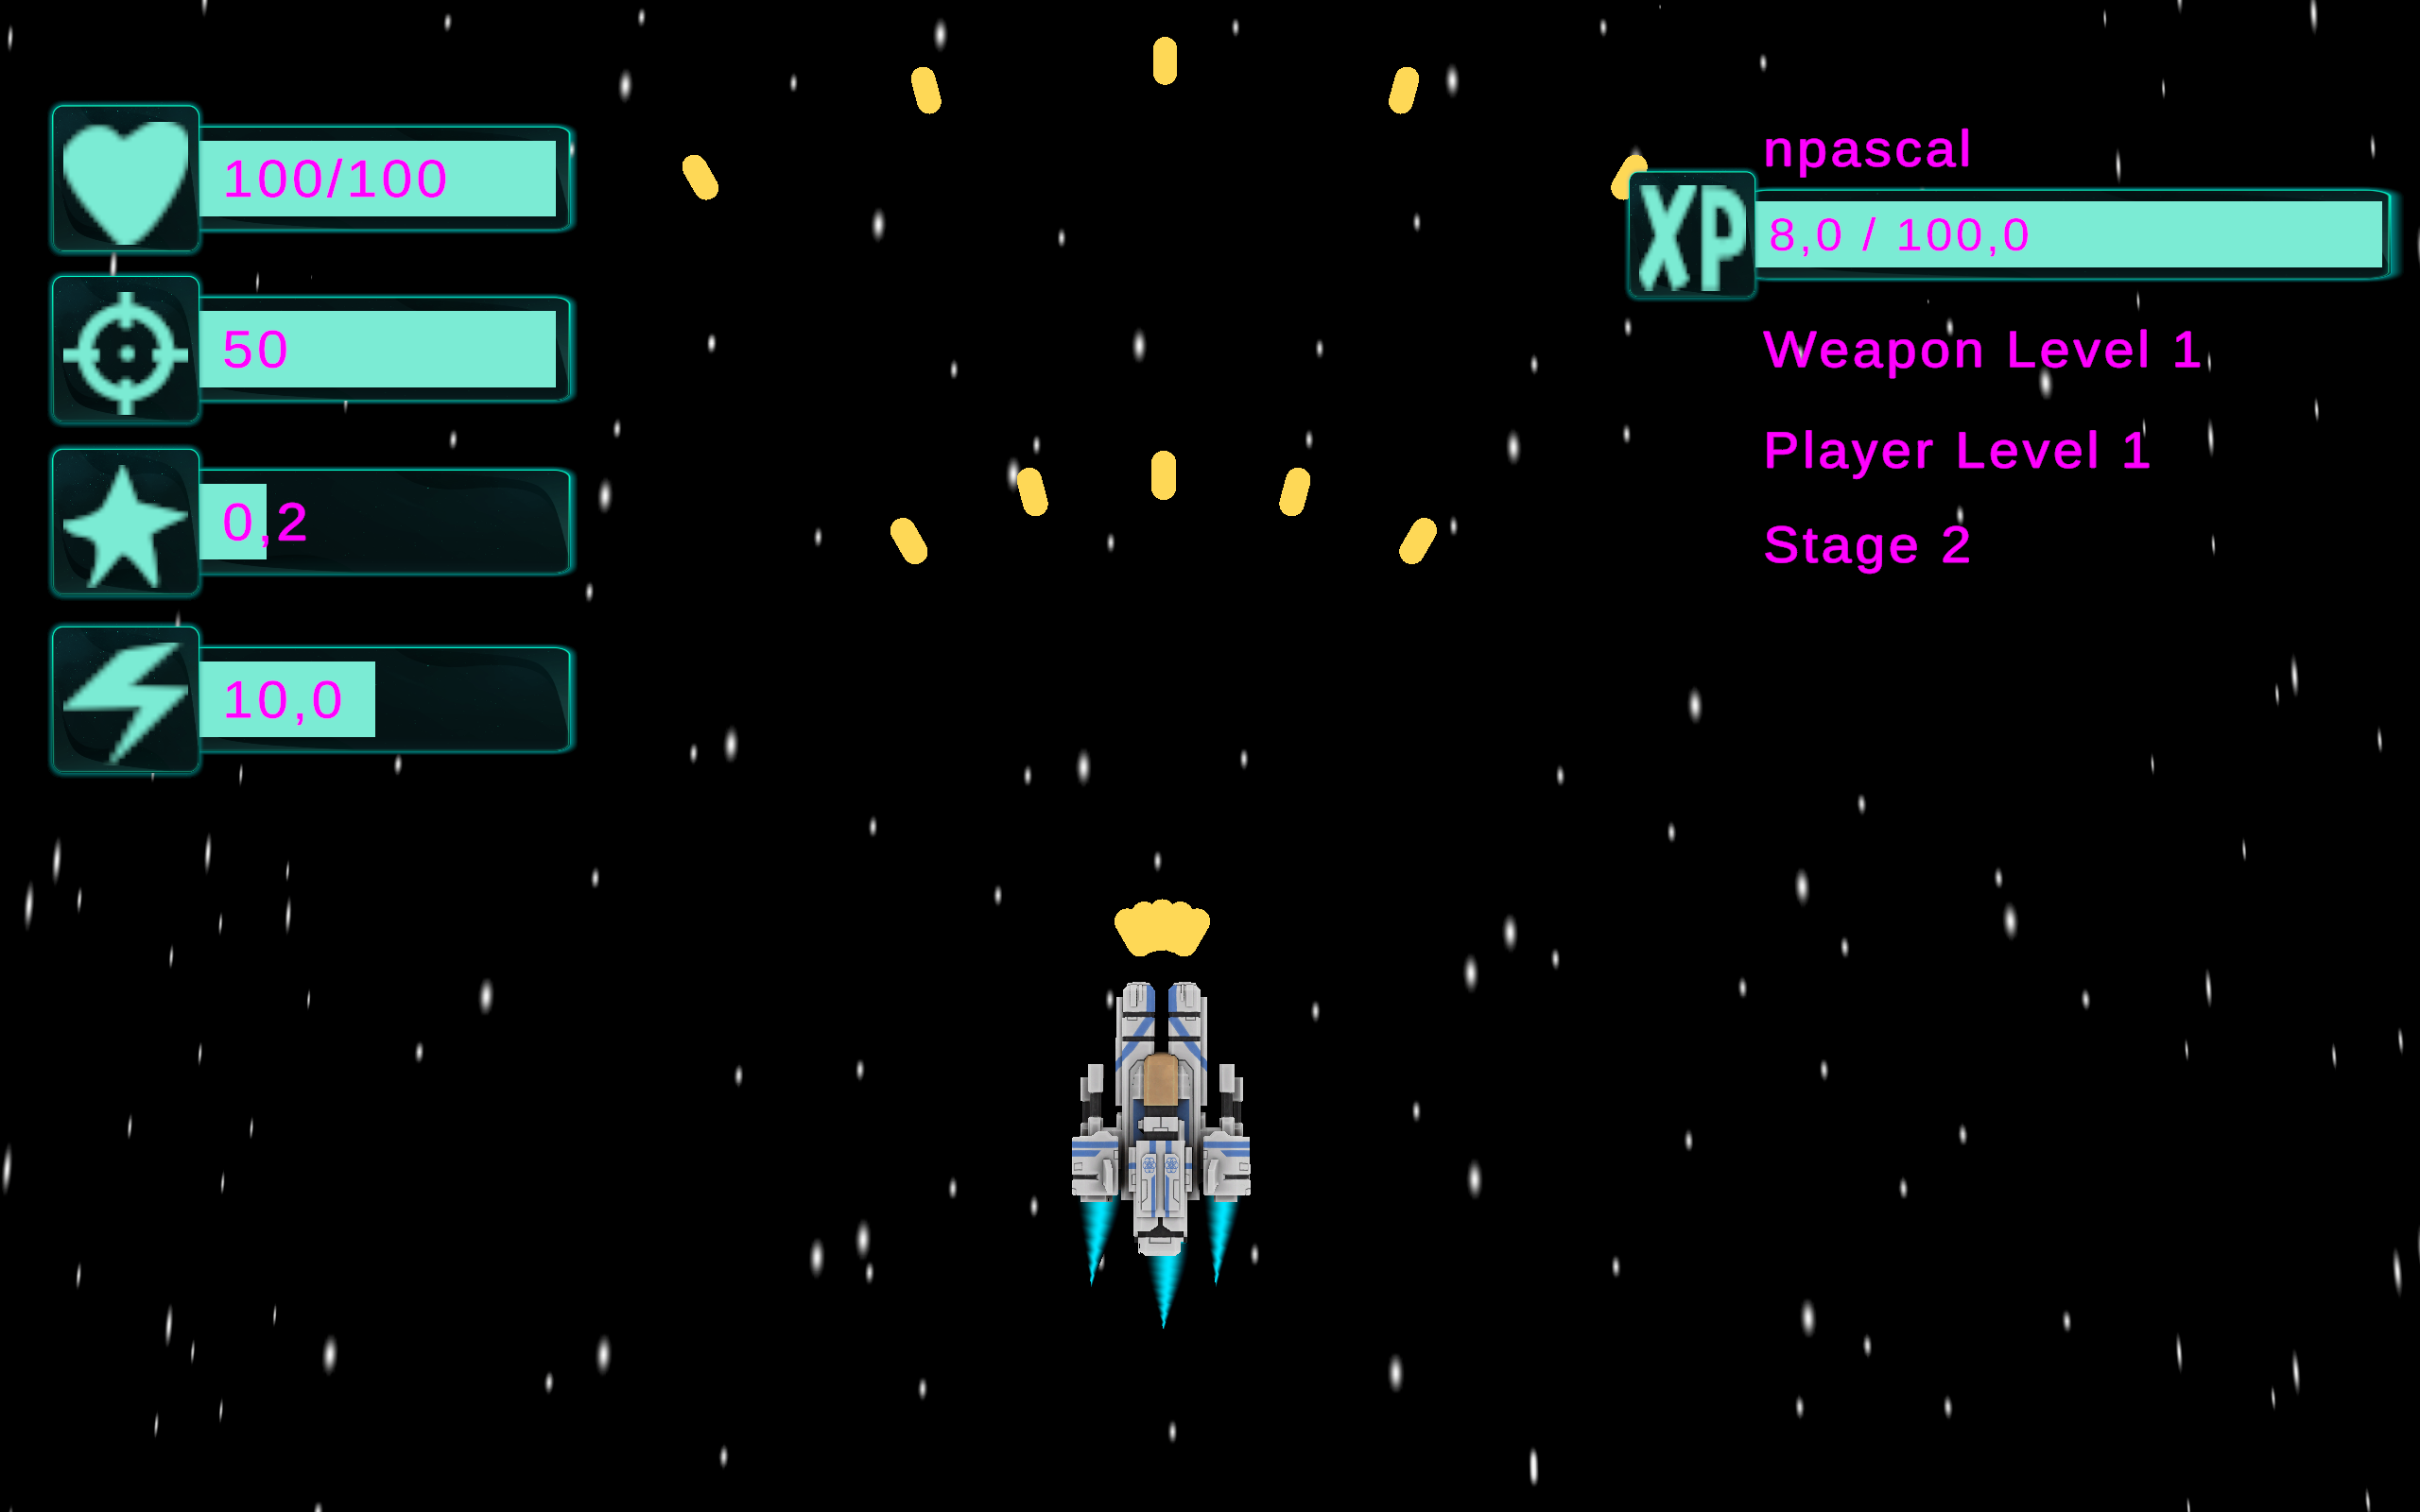 100/100
50
0,2
10,0
npascal
XP
8,0 / 100,0
Weapon Level 1
Player Level 1
Stage 2